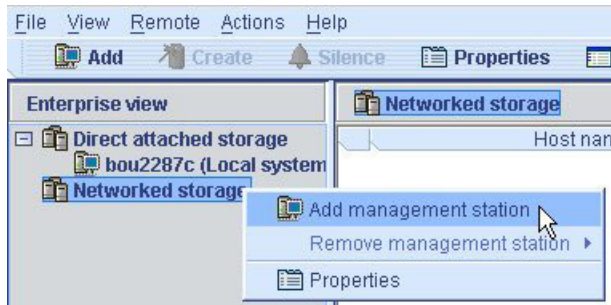 File View Remote Actions Help
Add Create Silence Properties
Enterprise view
Networked storage
Direct attached storage
Host nam
bou2287c (Local system
Networked storage
Add management station
Remove management station
Properties